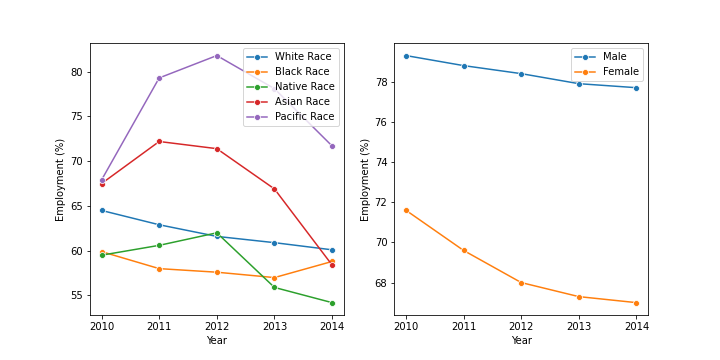 White Race
Black Race
Native Race
Asian Race
Pacific Race
80
75
70
65
60
55
Employment (%)
2010 2011 2012 2013 2014
Year
Male
Female
78
76
74
72
70
68
Employment (%)
2010 2011 2012 2013 2014
Year